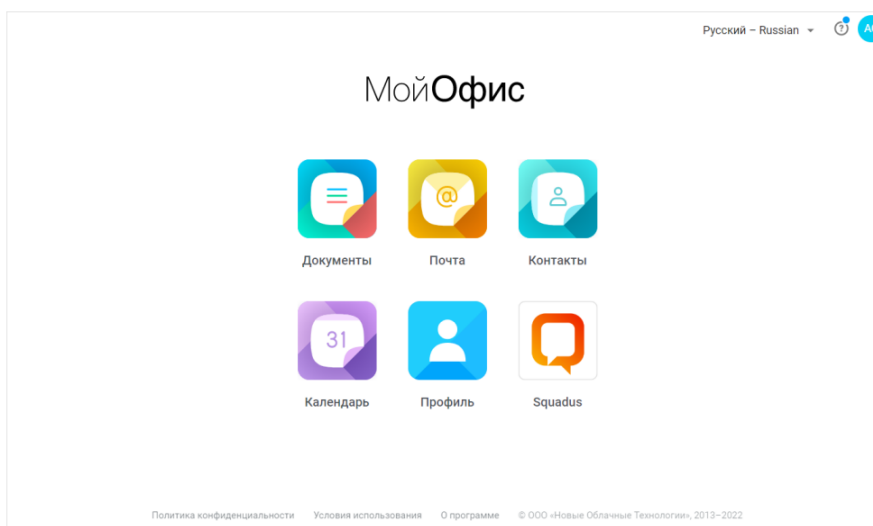 Русский – Russian
?
МойОфис
@
Документы
Почта
Контакты
31
Календарь
Профиль
Squadus
Политика конфиденциальности Условия использования О программе © ООО «Новые Облачные Технологии», 2013–2022